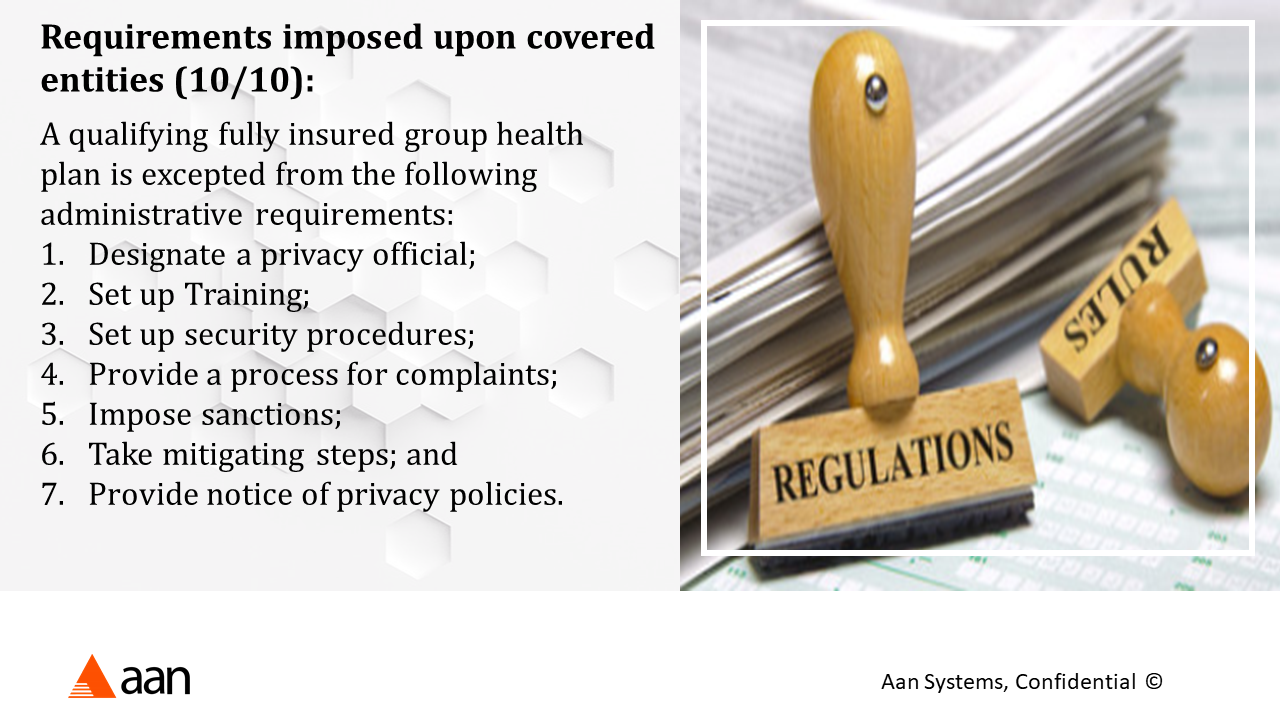 Requirements imposed upon covered
entities (10/10):
A qualifying fully insured group health
plan is excepted from the following
administrative requirements:
1. Designate a privacy official;
2. Set up Training;
3. Set up security procedures;
4. Provide a process for complaints;
5. Impose sanctions;
6. Take mitigating steps; and
7. Provide notice of privacy policies.
REGULATIONS
RULES
aan
Aan Systems, Confidential ©